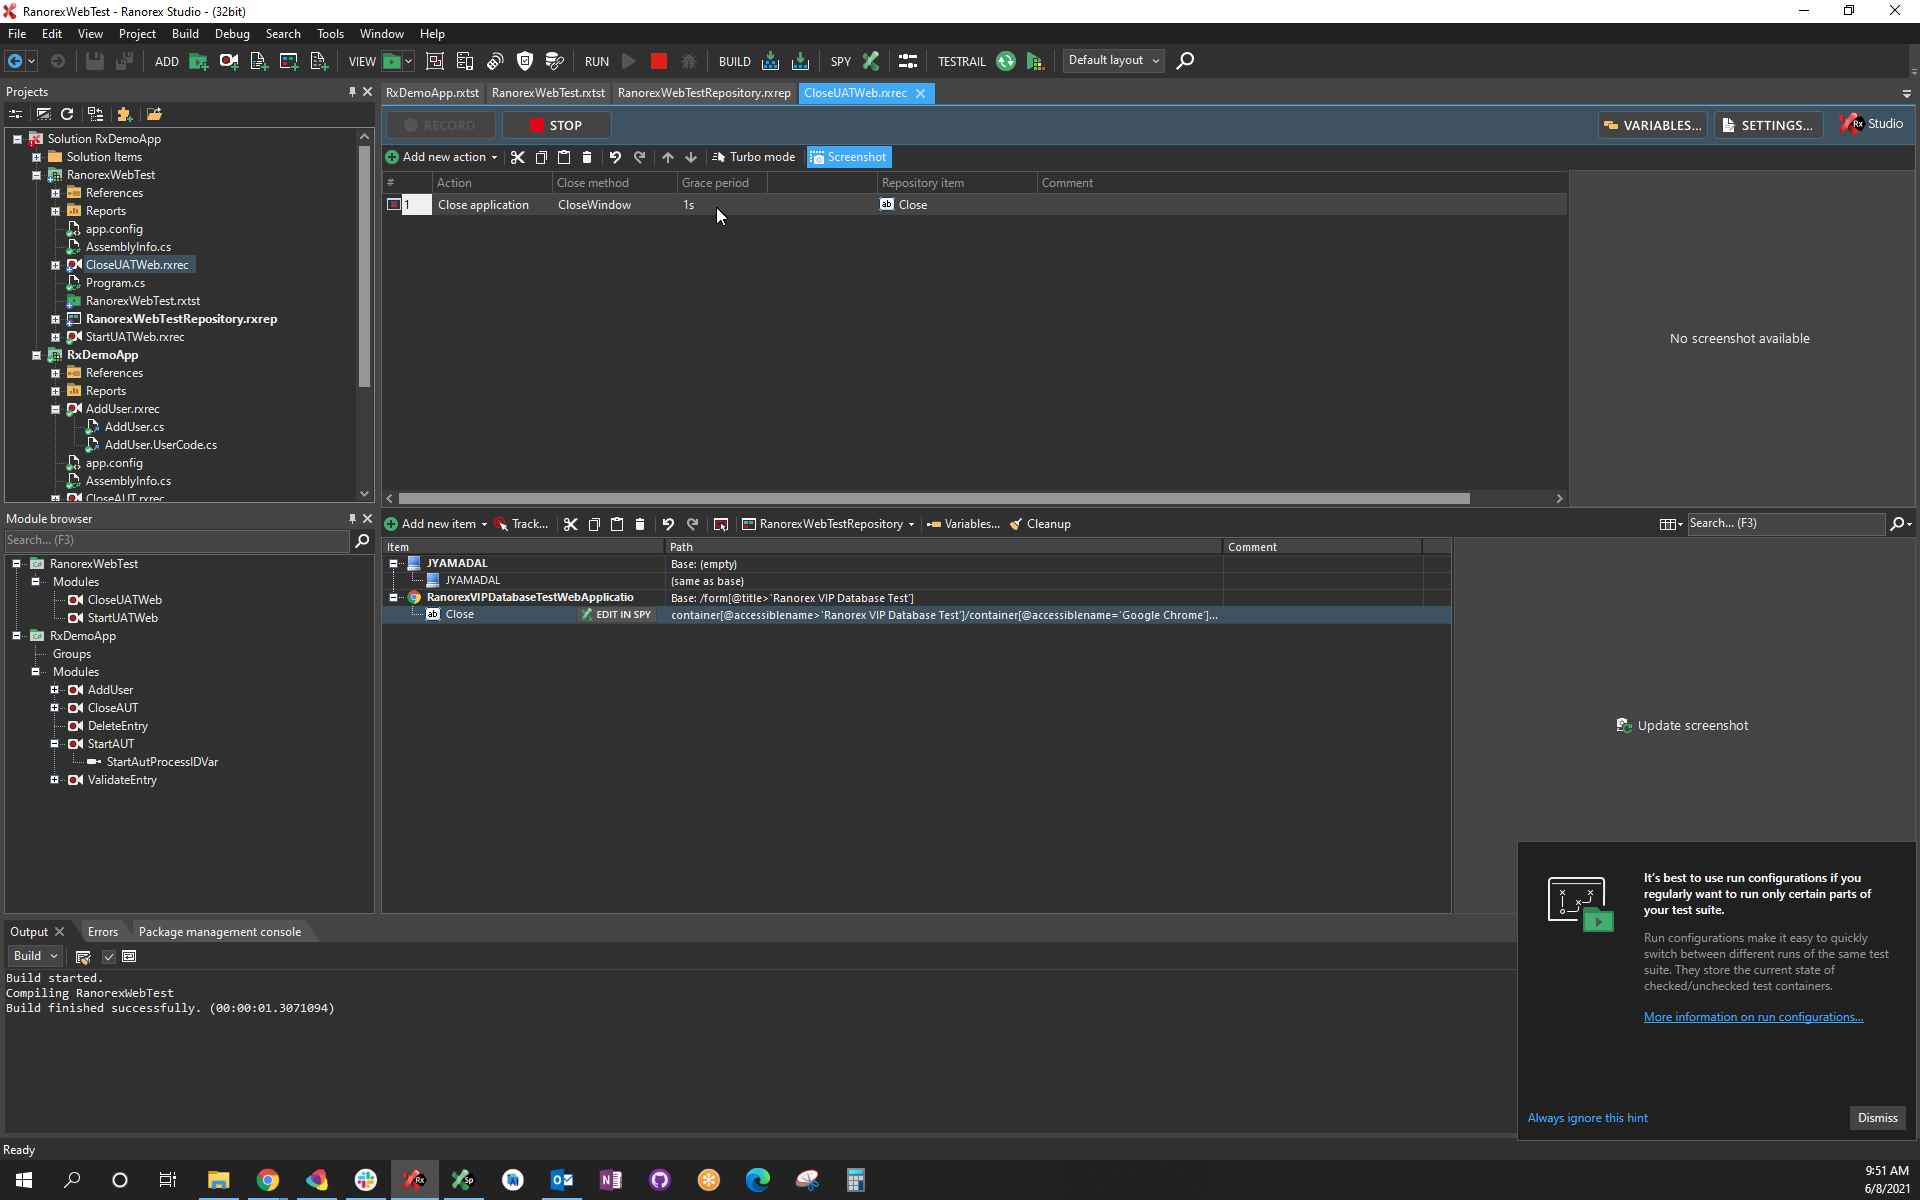 RanorexWebTest - Ranorex Studio - (32bit)
File Edit View Project Build Debug Search Tools Window Help
ADD VIEW RUN BUILD SPY TESTRAIL Default layout
Projects
Solution RxDemoApp
Solution Items
RanorexWebTest
References
Reports
app.config
AssemblyInfo.cs
CloseUATWeb.rxrec
Program.cs
RanorexWebTest.rxtst
RanorexWebTestRepository.rxrep
StartUATWeb.rxrec
RxDemoApp
References
Reports
AddUser.rxrec
AddUser.cs
AddUser.UserCode.cs
app.config
AssemblyInfo.cs
CloseAUT.rxrec
RxDemoApp.rxtst RanorexWebTest.rxtst RanorexWebTestRepository.rxrep CloseUATWeb.rxrec
RECORD STOP VARIABLES... SETTINGS... Rx Studio
Add new action Turbo mode Screenshot
# Action Close method Grace period Repository item Comment
1 Close application CloseWindow 1s ab Close
No screenshot available
Module browser
Search... (F3)
RanorexWebTest
Modules
CloseUATWeb
StartUATWeb
RxDemoApp
Groups
Modules
AddUser
CloseAUT
DeleteEntry
StartAUT
StartAutProcessIDVar
ValidateEntry
Add new item Track... RanorexWebTestRepository Variables... Cleanup Search... (F3)
Item Path Comment
JYAMADAL Base: (empty)
JYAMADAL (same as base)
RanorexVIPDatabaseTestWebApplicatio Base: /form[@title>'Ranorex VIP Database Test']
ab Close EDIT IN SPY container[@accessiblename>'Ranorex VIP Database Test']/container[@accessiblename='Google Chrome']...
Update screenshot
It's best to use run configurations if you
regularly want to run only certain parts of
your test suite.
Run configurations make it easy to quickly
switch between different runs of the same test
suite. They store the current state of
checked/unchecked test containers.
More information on run configurations...
Always ignore this hint Dismiss
Output Errors Package management console
Build
Build started.
Compiling RanorexWebTest
Build finished successfully. (00:00:01.3071094)
Ready
Rx Sp
9:51 AM
6/8/2021